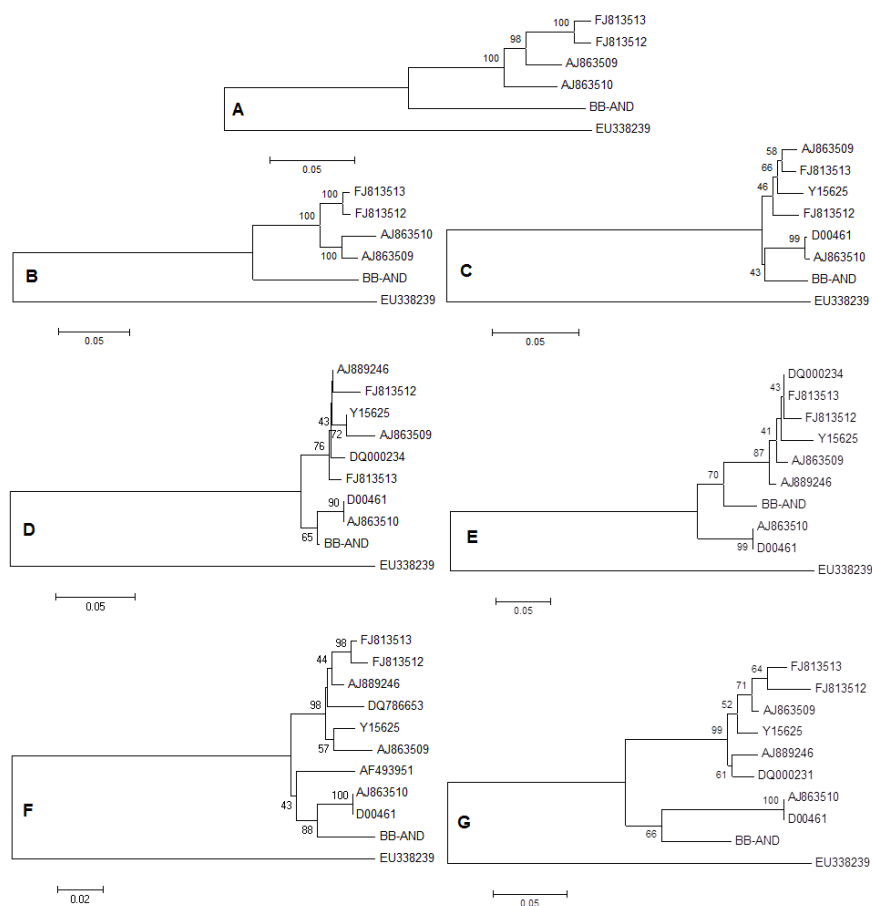 FJ813513
100
FJ813512
98
AJ863509
100
AJ863510
A
BB-AND
EU338239
0.05
FJ813513
100
FJ813512
100
AJ863510
AJ863509
100
BB-AND
B
EU338239
0.05
AJ863509
58
FJ813513
66
Y15625
46
FJ813512
D00461
99
AJ863510
C
43
BB-AND
EU338239
0.05
AJ889246
FJ813512
Y15625
43
72
AJ863509
76
DQ000234
FJ813513
D00461
90
AJ863510
D
65
BB-AND
EU338239
0.05
DQ000234
43
FJ813513
FJ813512
41
Y15625
87
AJ863509
70
AJ889246
BB-AND
AJ863510
E
99
D00461
EU338239
0.05
FJ813513
98
44
FJ813512
AJ889246
98
DQ786653
Y15625
57
AJ863509
AF493951
AJ863510
100
D00461
F
43
88
BB-AND
EU338239
0.02
64
FJ813513
71
FJ813512
52
AJ863509
99
Y15625
AJ889246
61
DQ000231
AJ863510
100
D00461
G
66
BB-AND
EU338239
0.05